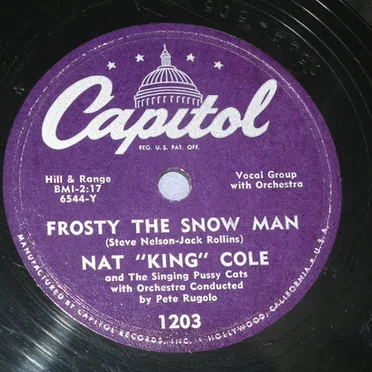 Capitol
REG. U.S. PAT. OFF.
Hill & Range
BMI-2:17
6544-Y
Vocal Group
with Orchestra
FROSTY THE SNOW MAN
(Steve Nelson-Jack Rollins)
NAT "KING" COLE
and The Singing Pussy Cats
with Orchestra Conducted
by Pete Rugolo
1203
MANUFACTURED BY CAPITOL RECORDS, INC. HOLLYWOOD, CALIFORNIA U.S.A.